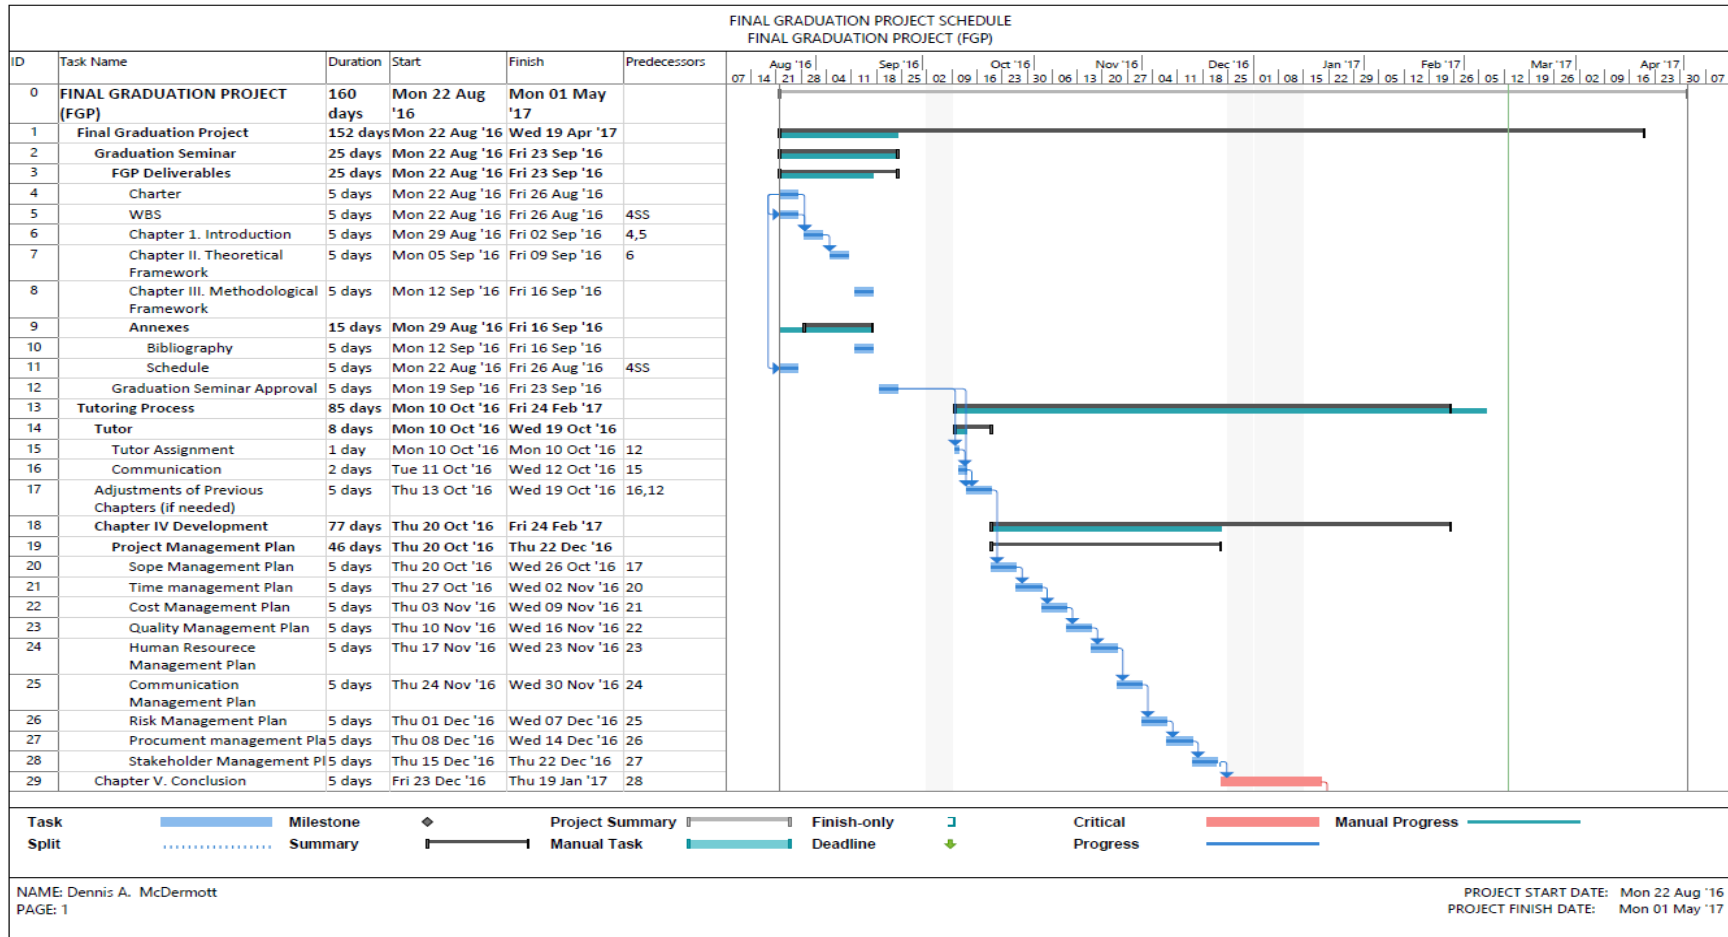 FINAL GRADUATION PROJECT SCHEDULE
FINAL GRADUATION PROJECT (FGP)
ID Task Name Duration Start Finish Predecessors
Aug '16 Sep '16 Oct '16 Nov '16 Dec '16 Jan '17 Feb '17 Mar '17 Apr '17
07 14 21 28 04 11 18 25 02 09 16 23 30 06 13 20 27 04 11 18 25 01 08 15 22 29 05 12 19 26 05 12 19 26 02 09 16 23 30 07
0 FINAL GRADUATION PROJECT 160 Mon 22 Aug Mon 01 May
(FGP) days '16 '17
1 Final Graduation Project 152 days Mon 22 Aug '16 Wed 19 Apr '17
2 Graduation Seminar 25 days Mon 22 Aug '16 Fri 23 Sep '16
3 FGP Deliverables 25 days Mon 22 Aug '16 Fri 23 Sep '16
4 Charter 5 days Mon 22 Aug '16 Fri 26 Aug '16
5 WBS 5 days Mon 22 Aug '16 Fri 26 Aug '16 4SS
6 Chapter 1. Introduction 5 days Mon 29 Aug '16 Fri 02 Sep '16 4,5
7 Chapter II. Theoretical 5 days Mon 05 Sep '16 Fri 09 Sep '16 6
Framework
8 Chapter III. Methodological 5 days Mon 12 Sep '16 Fri 16 Sep '16
Framework
9 Annexes 15 days Mon 29 Aug '16 Fri 16 Sep '16
10 Bibliography 5 days Mon 12 Sep '16 Fri 16 Sep '16
11 Schedule 5 days Mon 22 Aug '16 Fri 26 Aug '16 4SS
12 Graduation Seminar Approval 5 days Mon 19 Sep '16 Fri 23 Sep '16
13 Tutoring Process 85 days Mon 10 Oct '16 Fri 24 Feb '17
14 Tutor 8 days Mon 10 Oct '16 Wed 19 Oct '16
15 Tutor Assignment 1 day Mon 10 Oct '16 Mon 10 Oct '16 12
16 Communication 2 days Tue 11 Oct '16 Wed 12 Oct '16 15
17 Adjustments of Previous 5 days Thu 13 Oct '16 Wed 19 Oct '16 16,12
Chapters (if needed)
18 Chapter IV Development 77 days Thu 20 Oct '16 Fri 24 Feb '17
19 Project Management Plan 46 days Thu 20 Oct '16 Thu 22 Dec '16
20 Sope Management Plan 5 days Thu 20 Oct '16 Wed 26 Oct '16 17
21 Time management Plan 5 days Thu 27 Oct '16 Wed 02 Nov '16 20
22 Cost Management Plan 5 days Thu 03 Nov '16 Wed 09 Nov '16 21
23 Quality Management Plan 5 days Thu 10 Nov '16 Wed 16 Nov '16 22
24 Human Resourece 5 days Thu 17 Nov '16 Wed 23 Nov '16 23
Management Plan
25 Communication 5 days Thu 24 Nov '16 Wed 30 Nov '16 24
Management Plan
26 Risk Management Plan 5 days Thu 01 Dec '16 Wed 07 Dec '16 25
27 Procument management Pla 5 days Thu 08 Dec '16 Wed 14 Dec '16 26
28 Stakeholder Management Pl 5 days Thu 15 Dec '16 Thu 22 Dec '16 27
29 Chapter V. Conclusion 5 days Fri 23 Dec '16 Thu 19 Jan '17 28
Task Milestone Project Summary Finish-only Critical Manual Progress
Split Summary Manual Task Deadline Progress
NAME: Dennis A. McDermott
PAGE: 1
PROJECT START DATE: Mon 22 Aug '16
PROJECT FINISH DATE: Mon 01 May '17